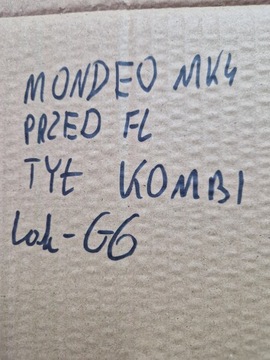 MONDEO MK4
PRZED FL
TYŁ KOMBI
Lok-G6